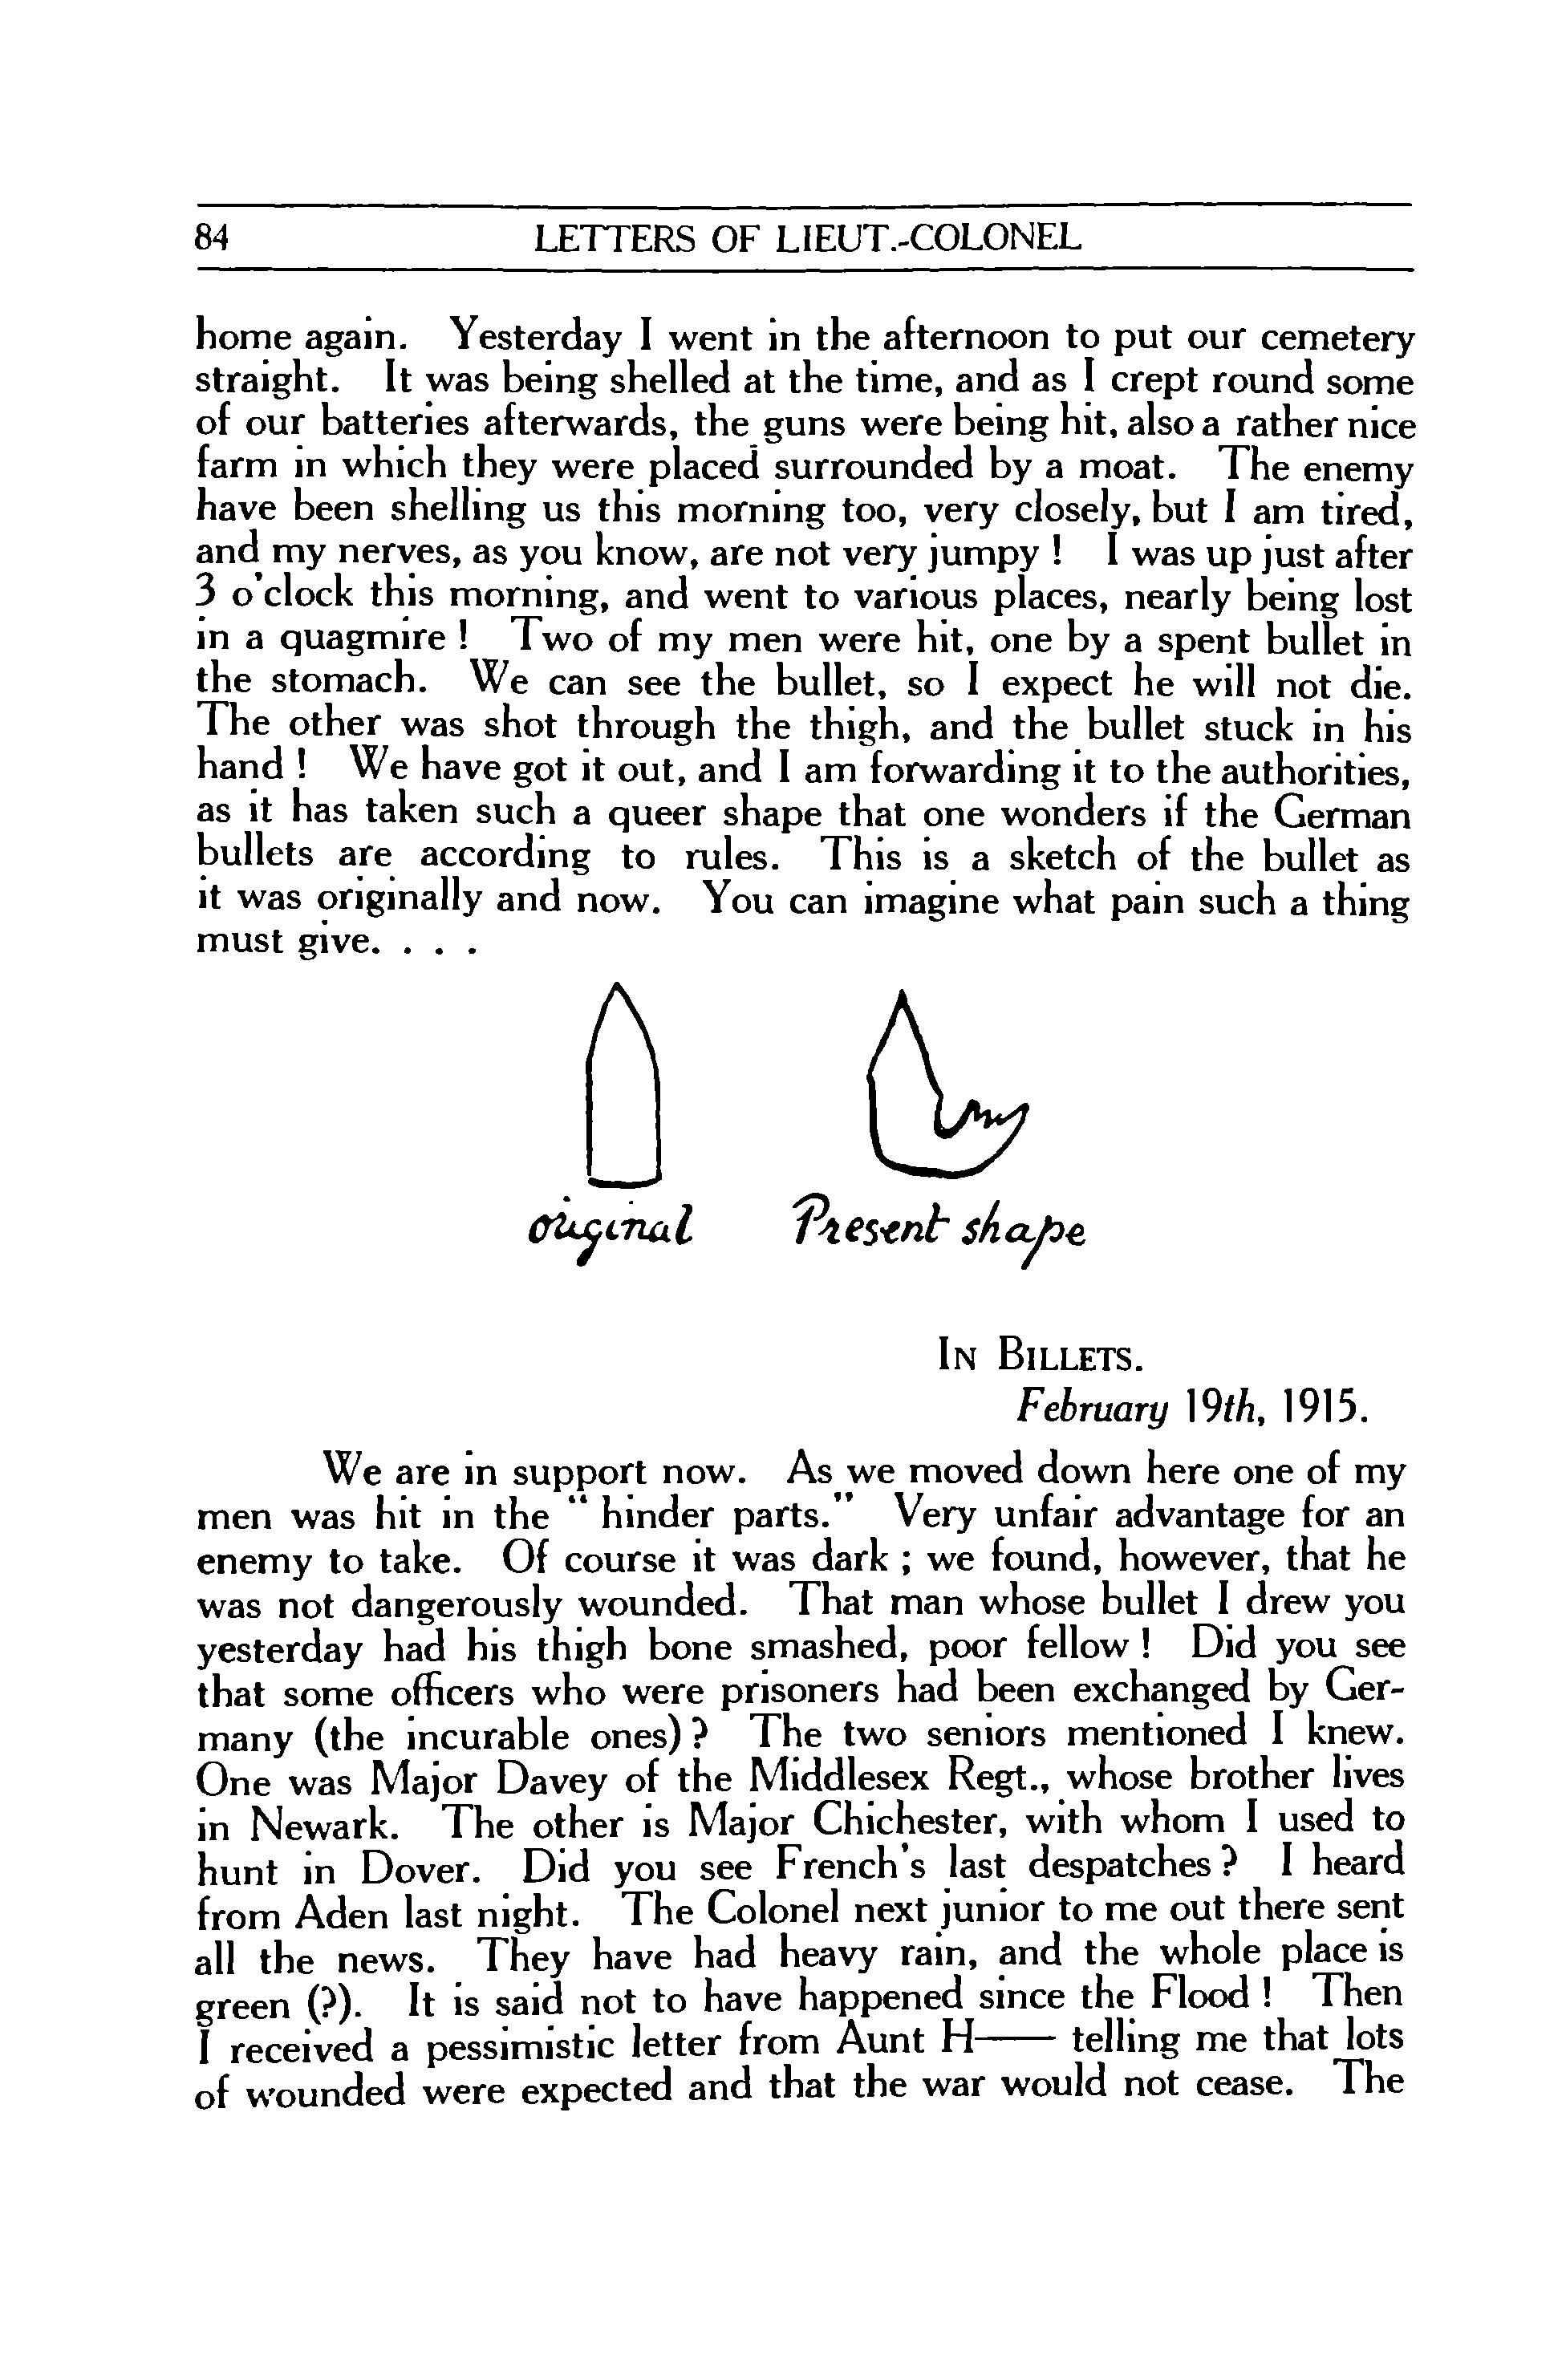 84 LETTERS OF LIEUT.-COLONEL
home again. Yesterday I went in the afternoon to put our cemetery
straight. It was being shelled at the time, and as I crept round some
of our batteries afterwards, the guns were being hit, also a rather nice
farm in which they were placed surrounded by a moat. The enemy
have been shelling us this morning too, very closely, but I am tired,
and my nerves, as you know, are not very jumpy ! I was up just after
3 o'clock this morning, and went to various places, nearly being lost
in a quagmire ! Two of my men were hit, one by a spent bullet in
the stomach. We can see the bullet, so I expect he will not die.
The other was shot through the thigh, and the bullet stuck in his
hand ! We have got it out, and I am forwarding it to the authorities,
as it has taken such a queer shape that one wonders if the German
bullets are according to rules. This is a sketch of the bullet as
it was originally and now. You can imagine what pain such a thing
must give. . . .
original Present shape
IN BILLETS.
February 19th, 1915.
We are in support now. As we moved down here one of my
men was hit in the " hinder parts." Very unfair advantage for an
enemy to take. Of course it was dark ; we found, however, that he
was not dangerously wounded. That man whose bullet I drew you
yesterday had his thigh bone smashed, poor fellow ! Did you see
that some officers who were prisoners had been exchanged by Ger-
many (the incurable ones) ? The two seniors mentioned I knew.
One was Major Davey of the Middlesex Regt., whose brother lives
in Newark. The other is Major Chichester, with whom I used to
hunt in Dover. Did you see French's last despatches ? I heard
from Aden last night. The Colonel next junior to me out there sent
all the news. They have had heavy rain, and the whole place is
green (?). It is said not to have happened since the Flood ! Then
I received a pessimistic letter from Aunt H—— telling me that lots
of wounded were expected and that the war would not cease. The